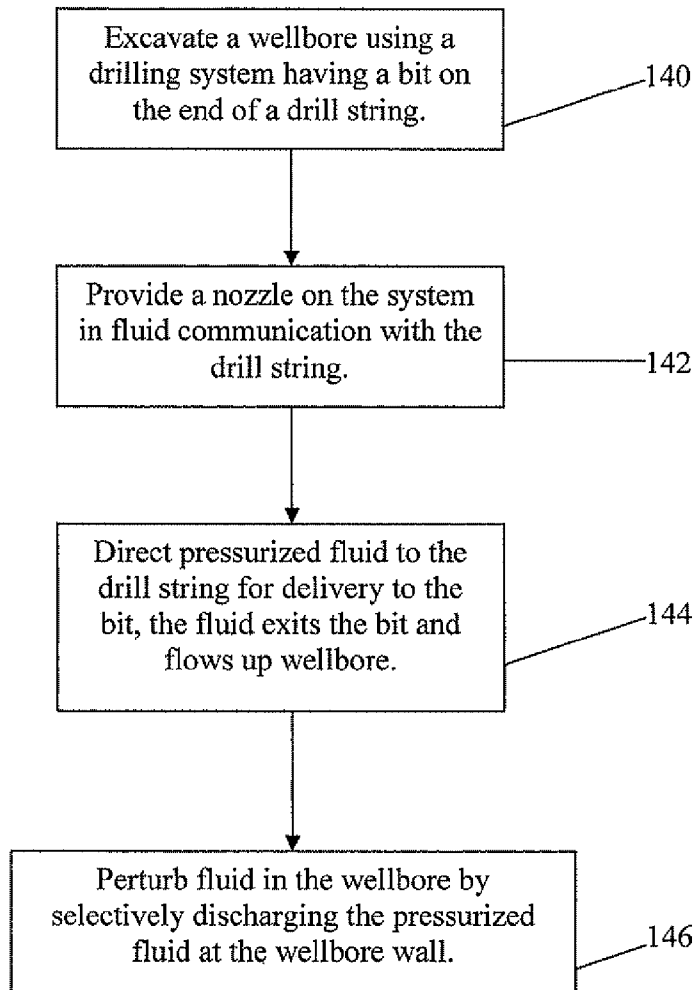 Excavate a wellbore using a
drilling system having a bit on
the end of a drill string.
140
Provide a nozzle on the system
in fluid communication with the
drill string.
142
Direct pressurized fluid to the
drill string for delivery to the
bit, the fluid exits the bit and
flows up wellbore.
144
Perturb fluid in the wellbore by
selectively discharging the pressurized
fluid at the wellbore wall.
146